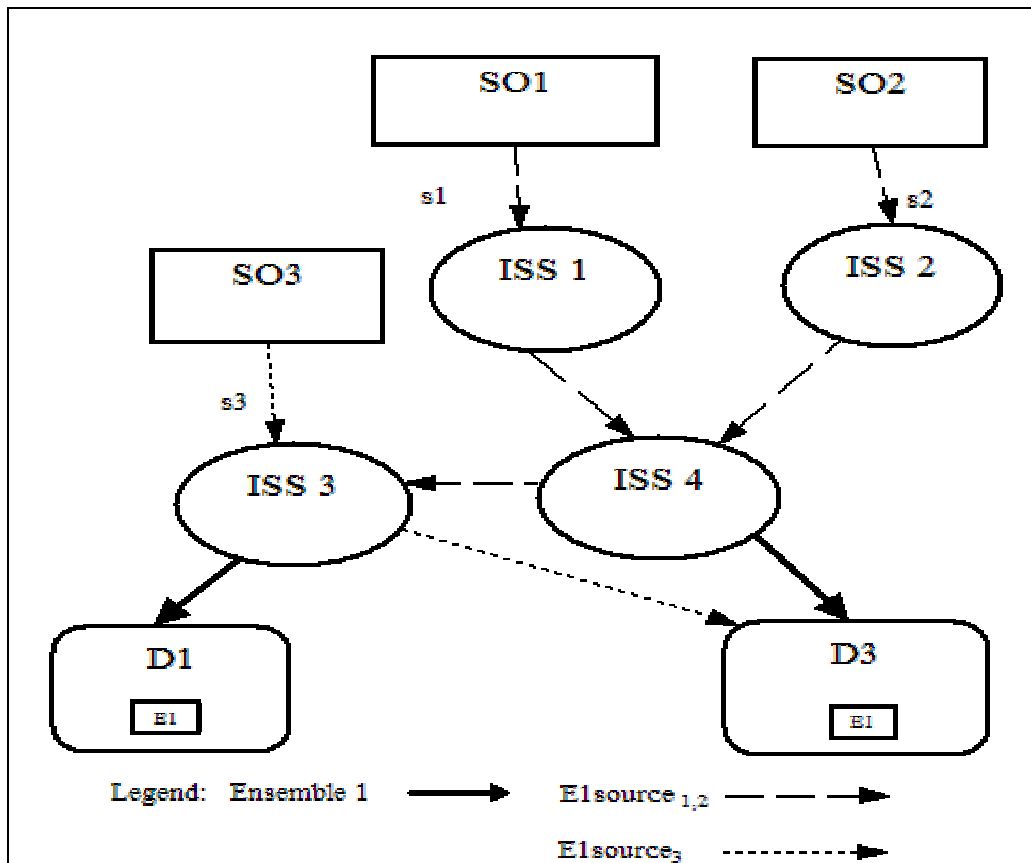 SO1
SO2
s1
s2
ISS 1
ISS 2
SO3
s3
ISS 3
ISS 4
D1
D3
E1
E1
Legend: Ensemble 1
E1source 1,2
E1source3